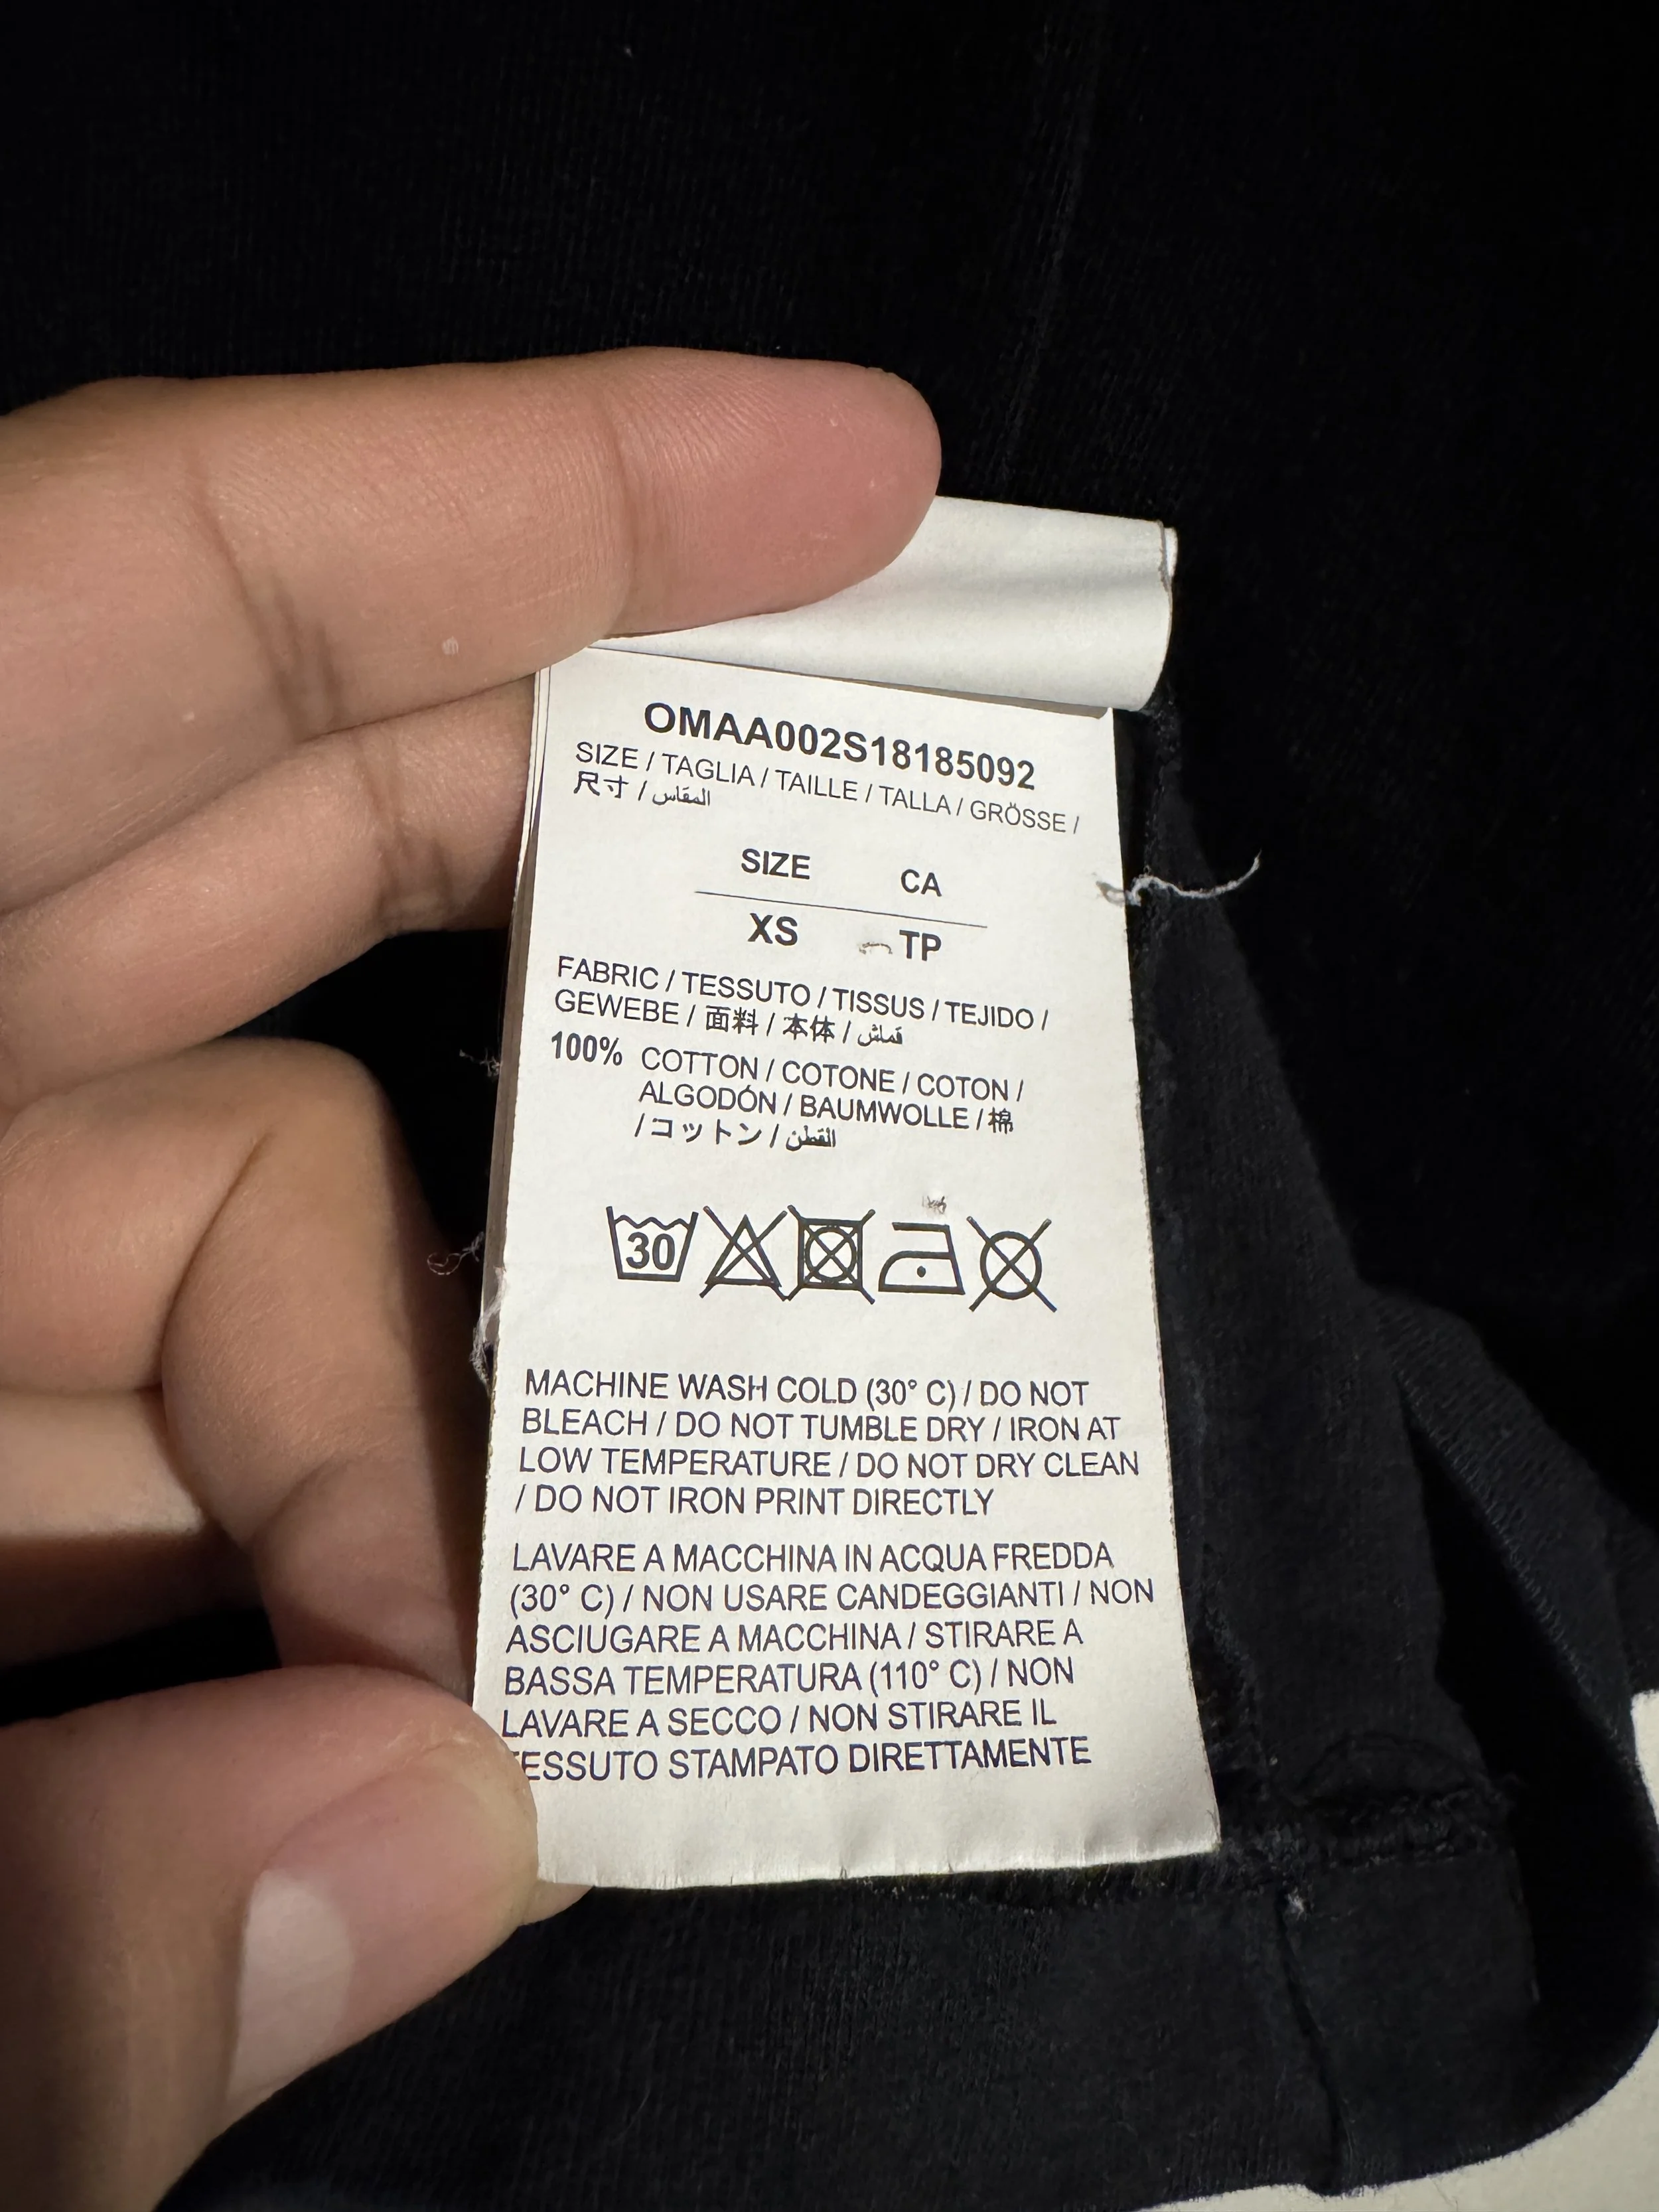 OMAA002S18185092
SIZE / TAGLIA / TAILLE / TALLA / GRÖSSE /
尺寸 / المقاس
SIZE CA
XS TP
FABRIC / TESSUTO / TISSUS / TEJIDO /
GEWEBE / 面料 / 本体 / قماش
100% COTTON / COTONE / COTON /
ALGODÓN / BAUMWOLLE / 棉
/ コットン / القطن
30
MACHINE WASH COLD (30° C) / DO NOT
BLEACH / DO NOT TUMBLE DRY / IRON AT
LOW TEMPERATURE / DO NOT DRY CLEAN
/ DO NOT IRON PRINT DIRECTLY
LAVARE A MACCHINA IN ACQUA FREDDA
(30° C) / NON USARE CANDEGGIANTI / NON
ASCIUGARE A MACCHINA / STIRARE A
BASSA TEMPERATURA (110° C) / NON
LAVARE A SECCO / NON STIRARE IL
TESSUTO STAMPATO DIRETTAMENTE